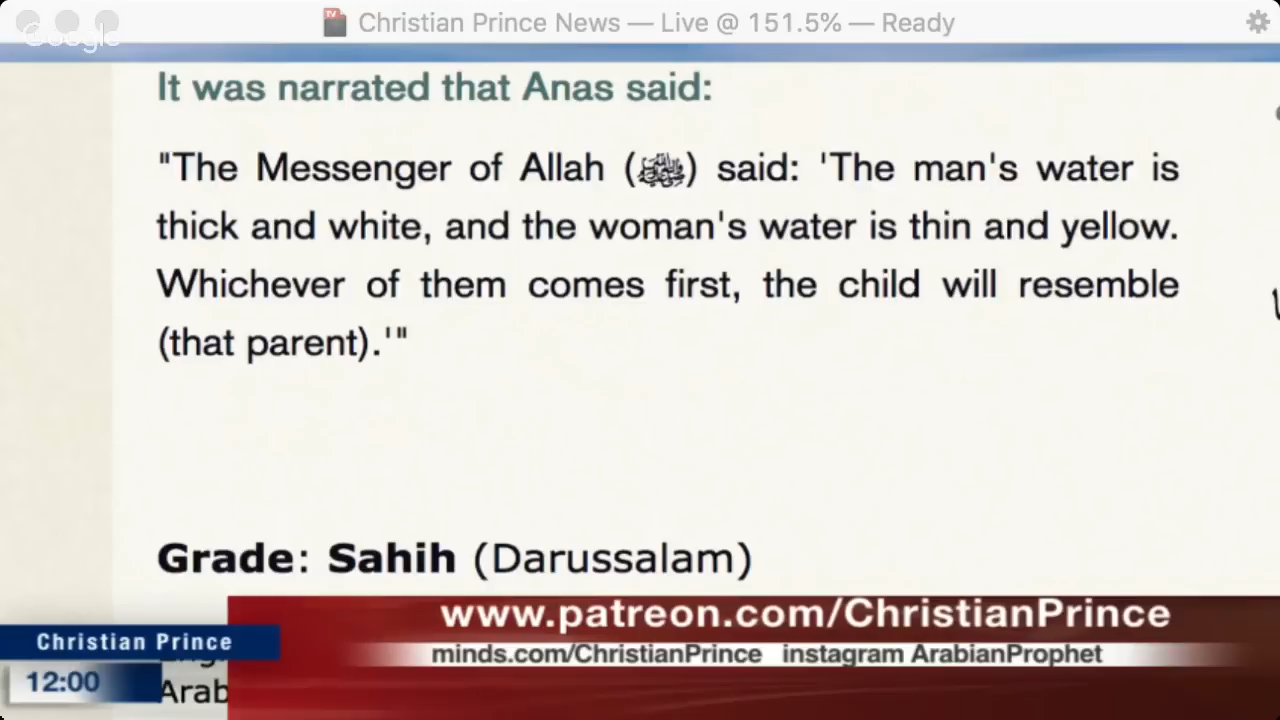 Christian Prince News — Live @ 151.5% — Ready
Google
It was narrated that Anas said:
"The Messenger of Allah (ﷺ) said: 'The man's water is
thick and white, and the woman's water is thin and yellow.
Whichever of them comes first, the child will resemble
(that parent).'"
Grade: Sahih (Darussalam)
www.patreon.com/ChristianPrince
Christian Prince
minds.com/ChristianPrince instagram ArabianProphet
12:00
Arab